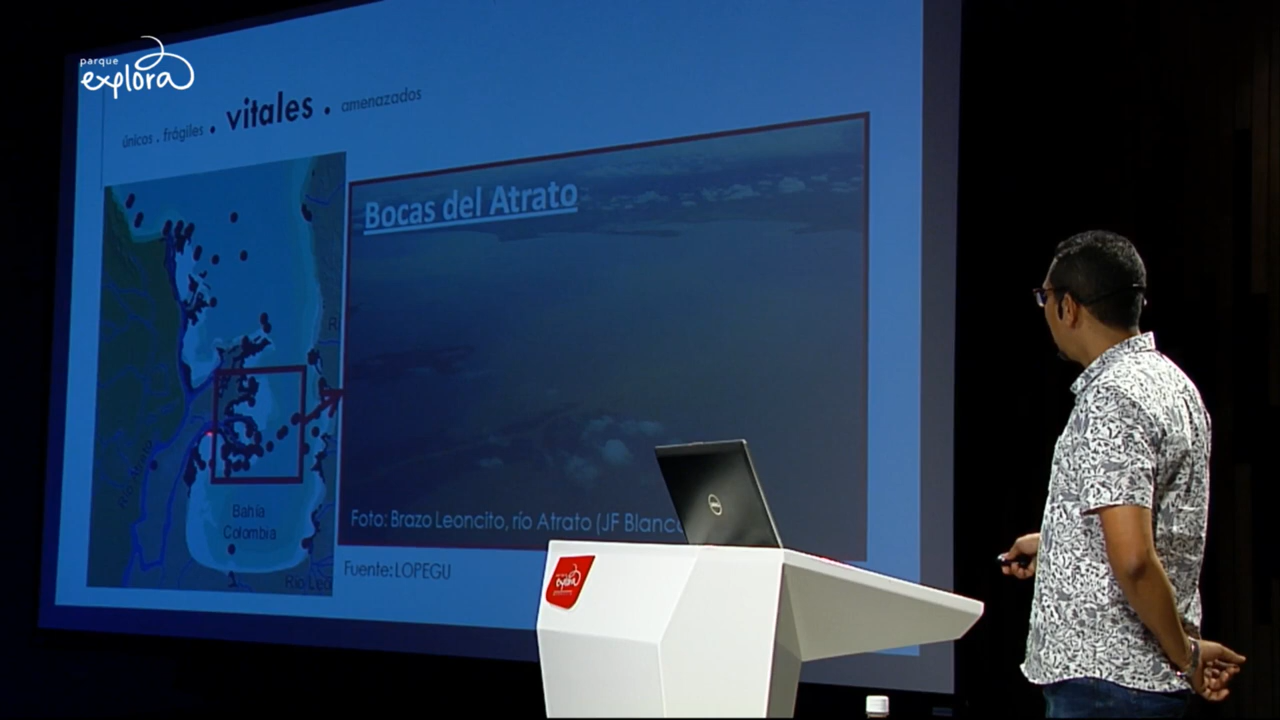 parque
explora
únicos . frágiles . vitales . amenazados
Bocas del Atrato
Bahía
Colombia
Foto: Brazo Leoncito, río Atrato (JF Blanco
Fuente: LOPEGU
explora